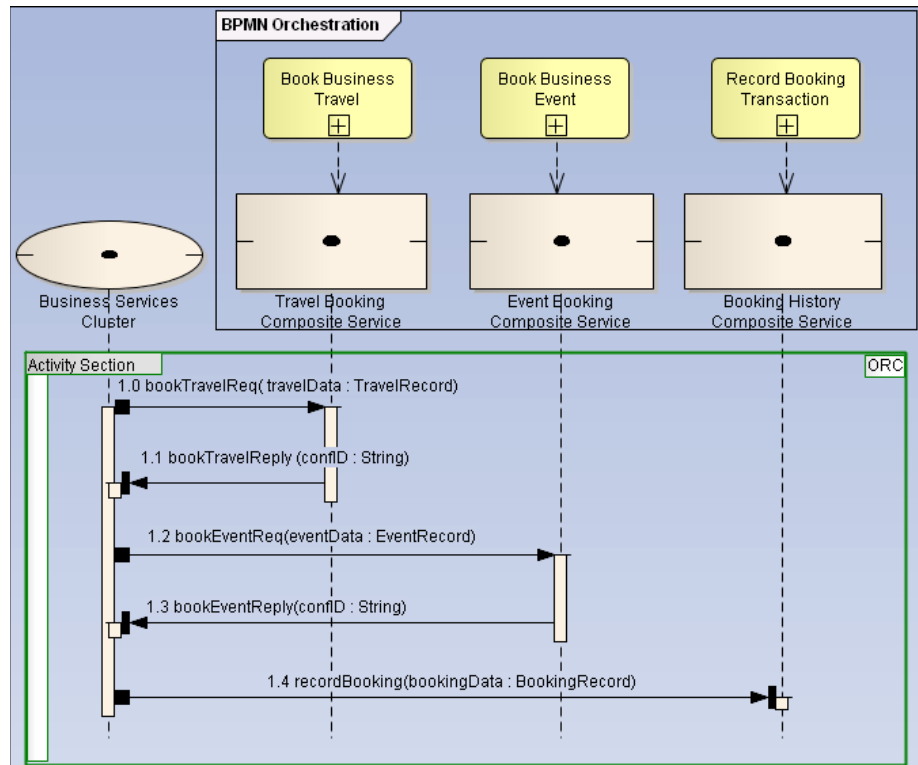 BPMN Orchestration
Book Business
Travel
Book Business
Event
Record Booking
Transaction
Business Services
Cluster
Travel Booking
Composite Service
Event Booking
Composite Service
Booking History
Composite Service
Activity Section
ORC
1.0 bookTravelReq( travelData : TravelRecord)
1.1 bookTravelReply (confID : String)
1.2 bookEventReq(eventData : EventRecord)
1.3 bookEventReply(confID : String)
1.4 recordBooking(bookingData : BookingRecord)